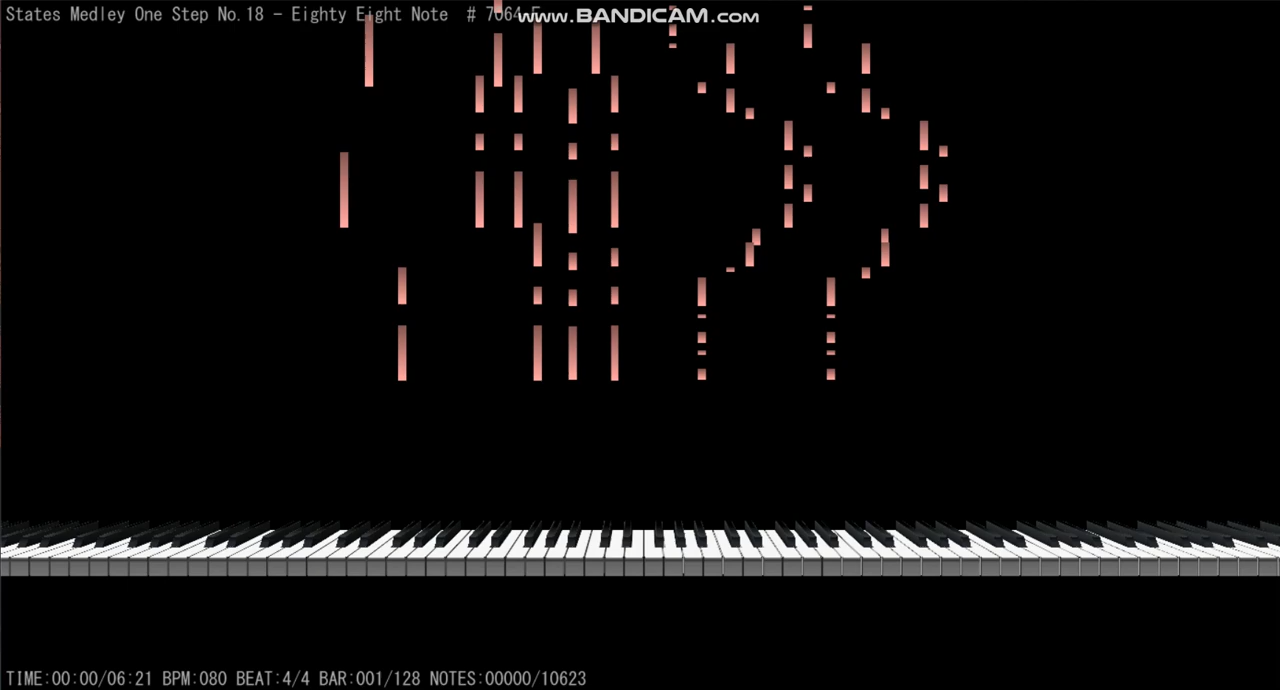 States Medley One Step No.18 - Eighty Eight Note # 7064
www.BANDICAM.com
TIME:00:00/06:21 BPM:080 BEAT:4/4 BAR:001/128 NOTES:00000/10623